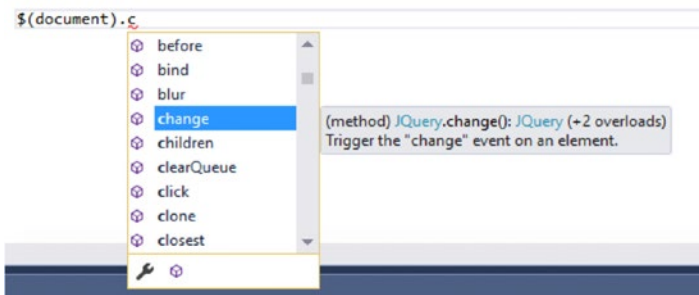 $(document).c
before
bind
blur
change
children
clearQueue
click
clone
closest
(method) JQuery.change(): JQuery (+2 overloads)
Trigger the "change" event on an element.